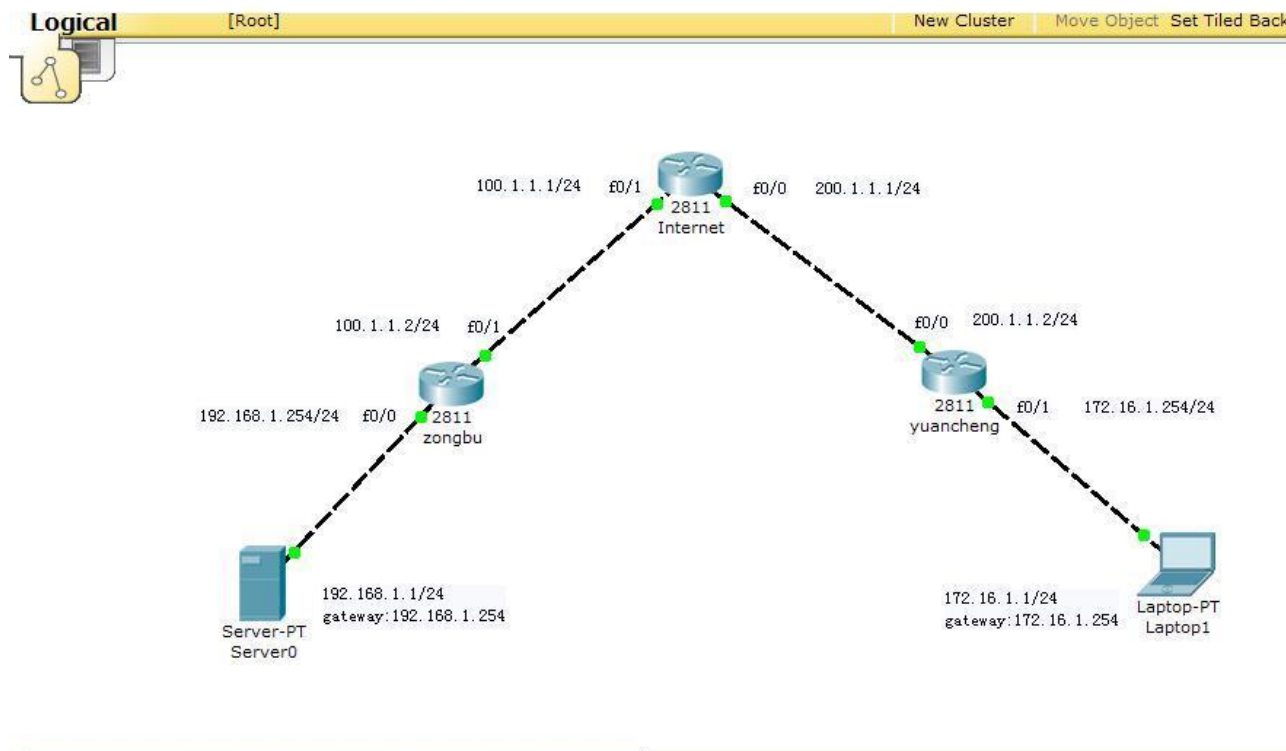 Logical [Root] New Cluster Move Object Set Tiled Back
100.1.1.1/24 f0/1 f0/0 200.1.1.1/24
2811
Internet
100.1.1.2/24 f0/1
f0/0 200.1.1.2/24
192.168.1.254/24 f0/0 2811
zongbu
2811 f0/1 172.16.1.254/24
yuancheng
192.168.1.1/24
gateway:192.168.1.254
Server-PT
Server0
172.16.1.1/24
gateway:172.16.1.254
Laptop-PT
Laptop1